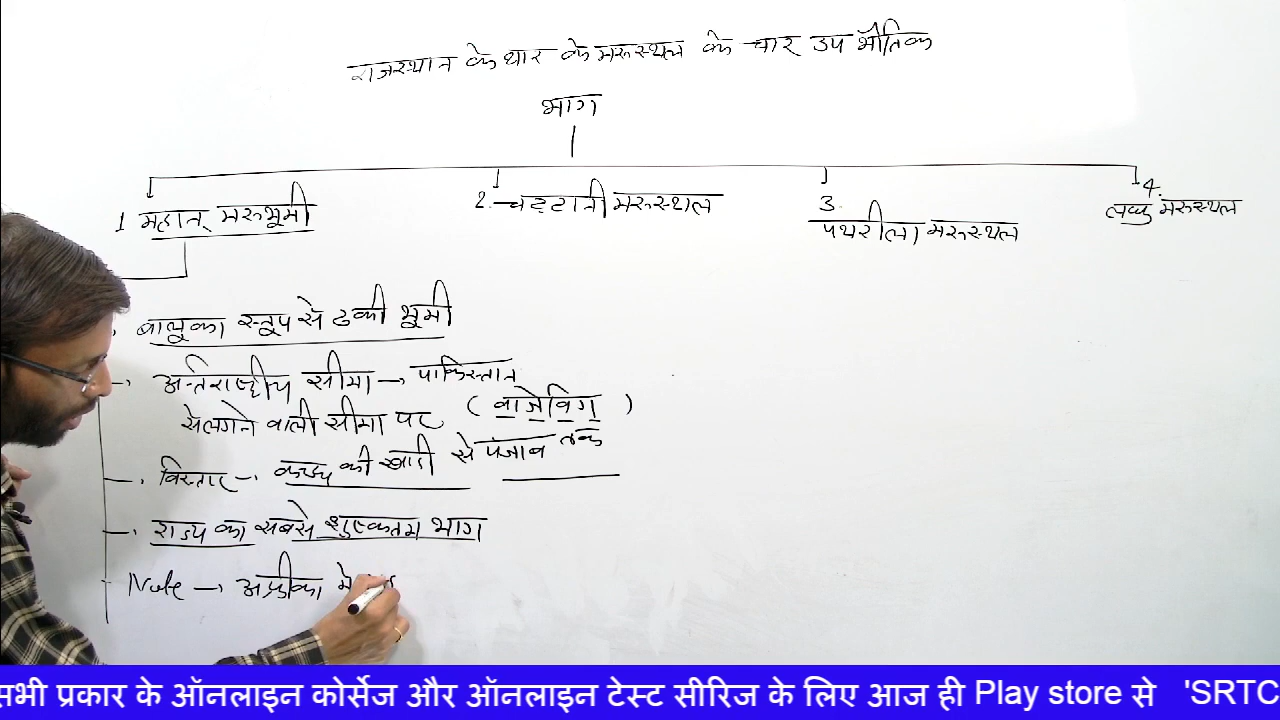 राजस्थान के थार के मरूस्थल के चार उप भौतिक
भाग
1 महान् मरूभूमी
2. चट्टानी मरूस्थल
3.
पथरीला मरूस्थल
4.
लघु मरूस्थल
बालूका स्तूप से ढकी भूमी
अर्न्तराष्ट्रीय सीमा → पाकिस्तान
से लगने वाली सीमा पर ( बाजेविग )
विस्तार → कच्छ की खाडी से पंजाब तक
राज्य का सबसे शुष्कतम भाग
Note → अफ्रीका मे
सभी प्रकार के ऑनलाइन कोर्सेज और ऑनलाइन टेस्ट सीरिज के लिए आज ही Play store से 'SRTC